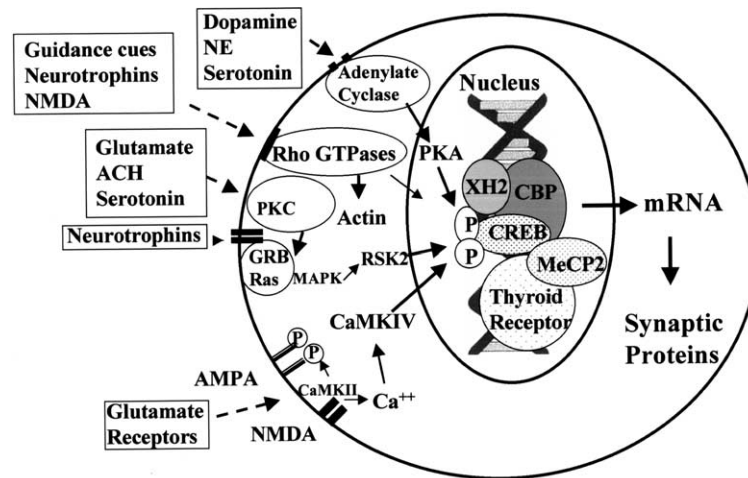 Dopamine
NE
Serotonin
Guidance cues
Neurotrophins
NMDA
Adenylate
Cyclase
Nucleus
Glutamate
ACH
Serotonin
Rho GTPases
PKA
XH2
CBP
PKC
Actin
mRNA
Neurotrophins
P
CREB
GRB
Ras
MAPK
RSK2
P
MeCP2
Thyroid
Receptor
CaMKIV
Synaptic
Proteins
P
P
AMPA
CaMKII
Ca++
Glutamate
Receptors
NMDA